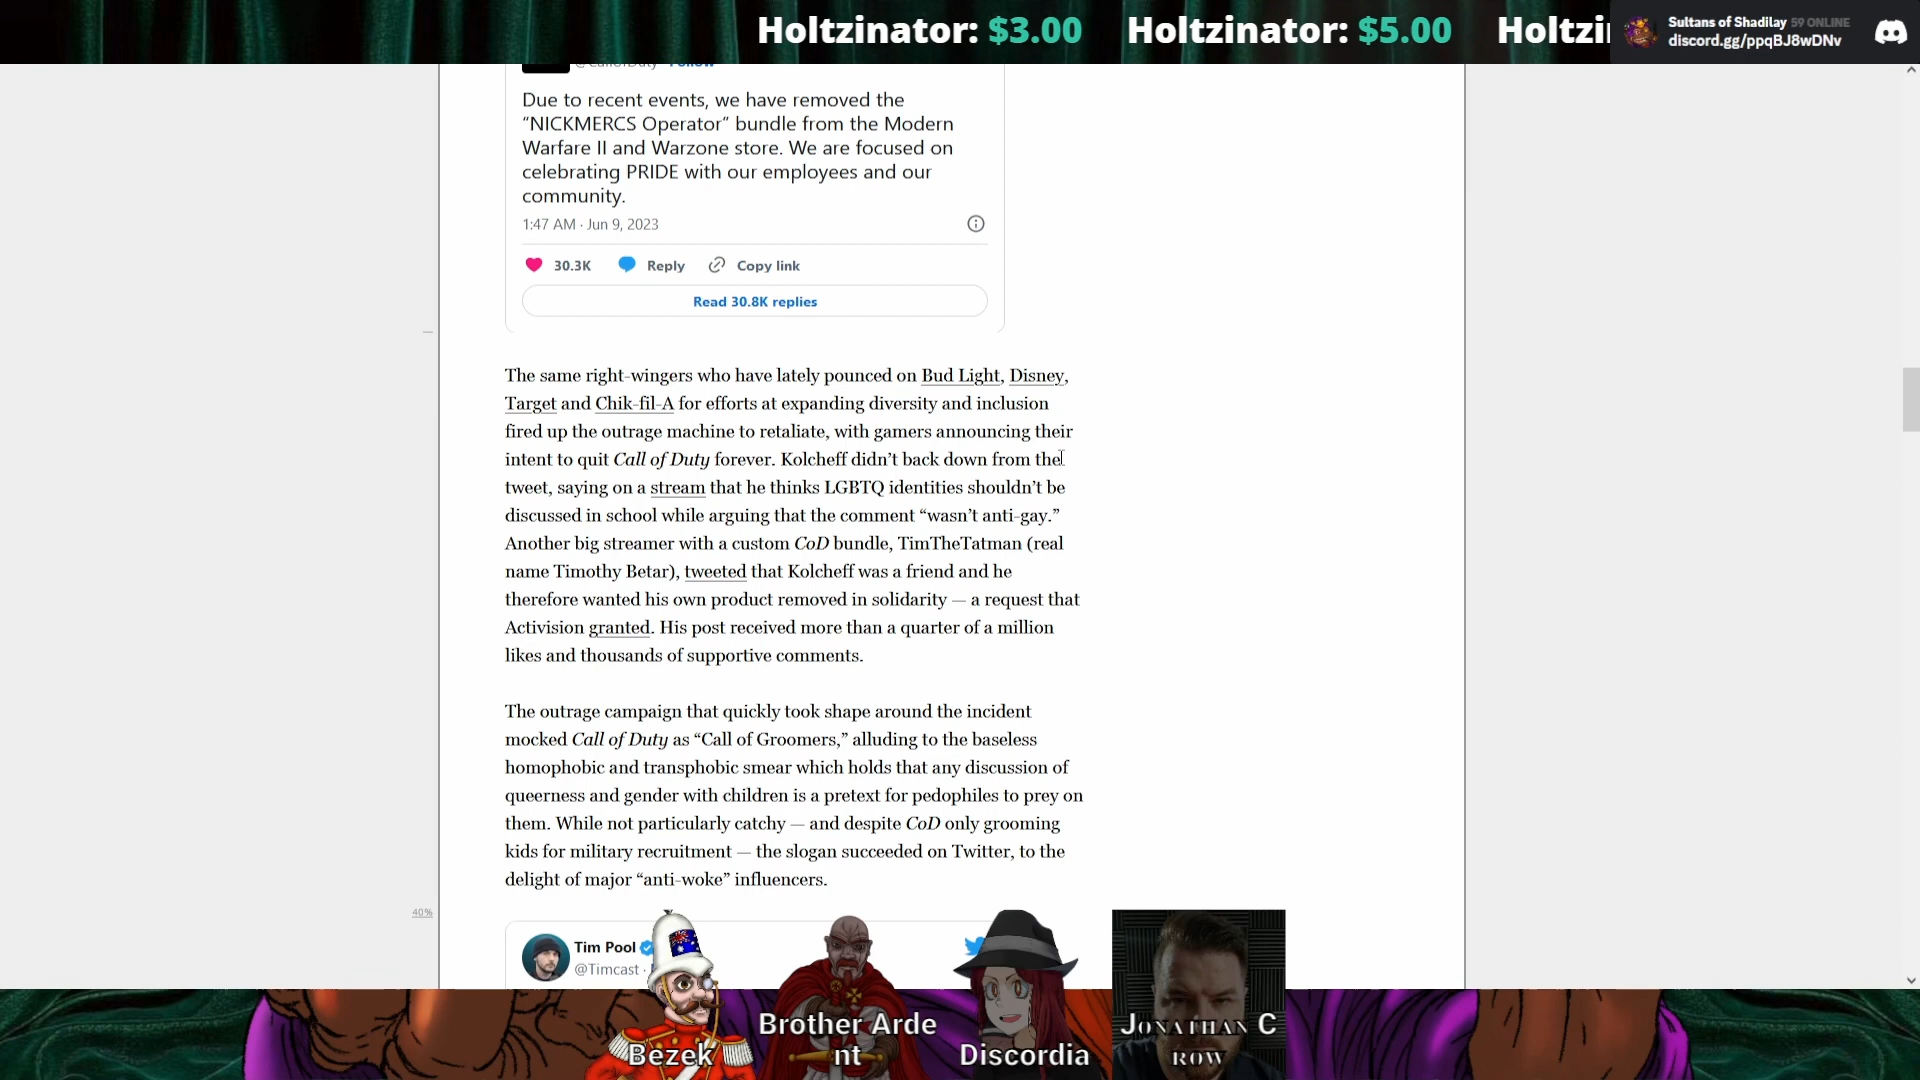 Holtzinator: $3.00 Holtzinator: $5.00 Holtzi
Sultans of Shadilay 59 ONLINE
discord.gg/ppqBJ8wDNv
@CallofDuty · Follow
Due to recent events, we have removed the
“NICKMERCS Operator” bundle from the Modern
Warfare II and Warzone store. We are focused on
celebrating PRIDE with our employees and our
community.
1:47 AM · Jun 9, 2023
30.3K Reply Copy link
Read 30.8K replies
The same right-wingers who have lately pounced on Bud Light, Disney,
Target and Chik-fil-A for efforts at expanding diversity and inclusion
fired up the outrage machine to retaliate, with gamers announcing their
intent to quit Call of Duty forever. Kolcheff didn’t back down from the
tweet, saying on a stream that he thinks LGBTQ identities shouldn’t be
discussed in school while arguing that the comment “wasn’t anti-gay.”
Another big streamer with a custom CoD bundle, TimTheTatman (real
name Timothy Betar), tweeted that Kolcheff was a friend and he
therefore wanted his own product removed in solidarity — a request that
Activision granted. His post received more than a quarter of a million
likes and thousands of supportive comments.
The outrage campaign that quickly took shape around the incident
mocked Call of Duty as “Call of Groomers,” alluding to the baseless
homophobic and transphobic smear which holds that any discussion of
queerness and gender with children is a pretext for pedophiles to prey on
them. While not particularly catchy — and despite CoD only grooming
kids for military recruitment — the slogan succeeded on Twitter, to the
delight of major “anti-woke” influencers.
40%
Tim Pool
@Timcast ·
Bezek
Brother Arde
nt
Discordia
Jonathan C
row